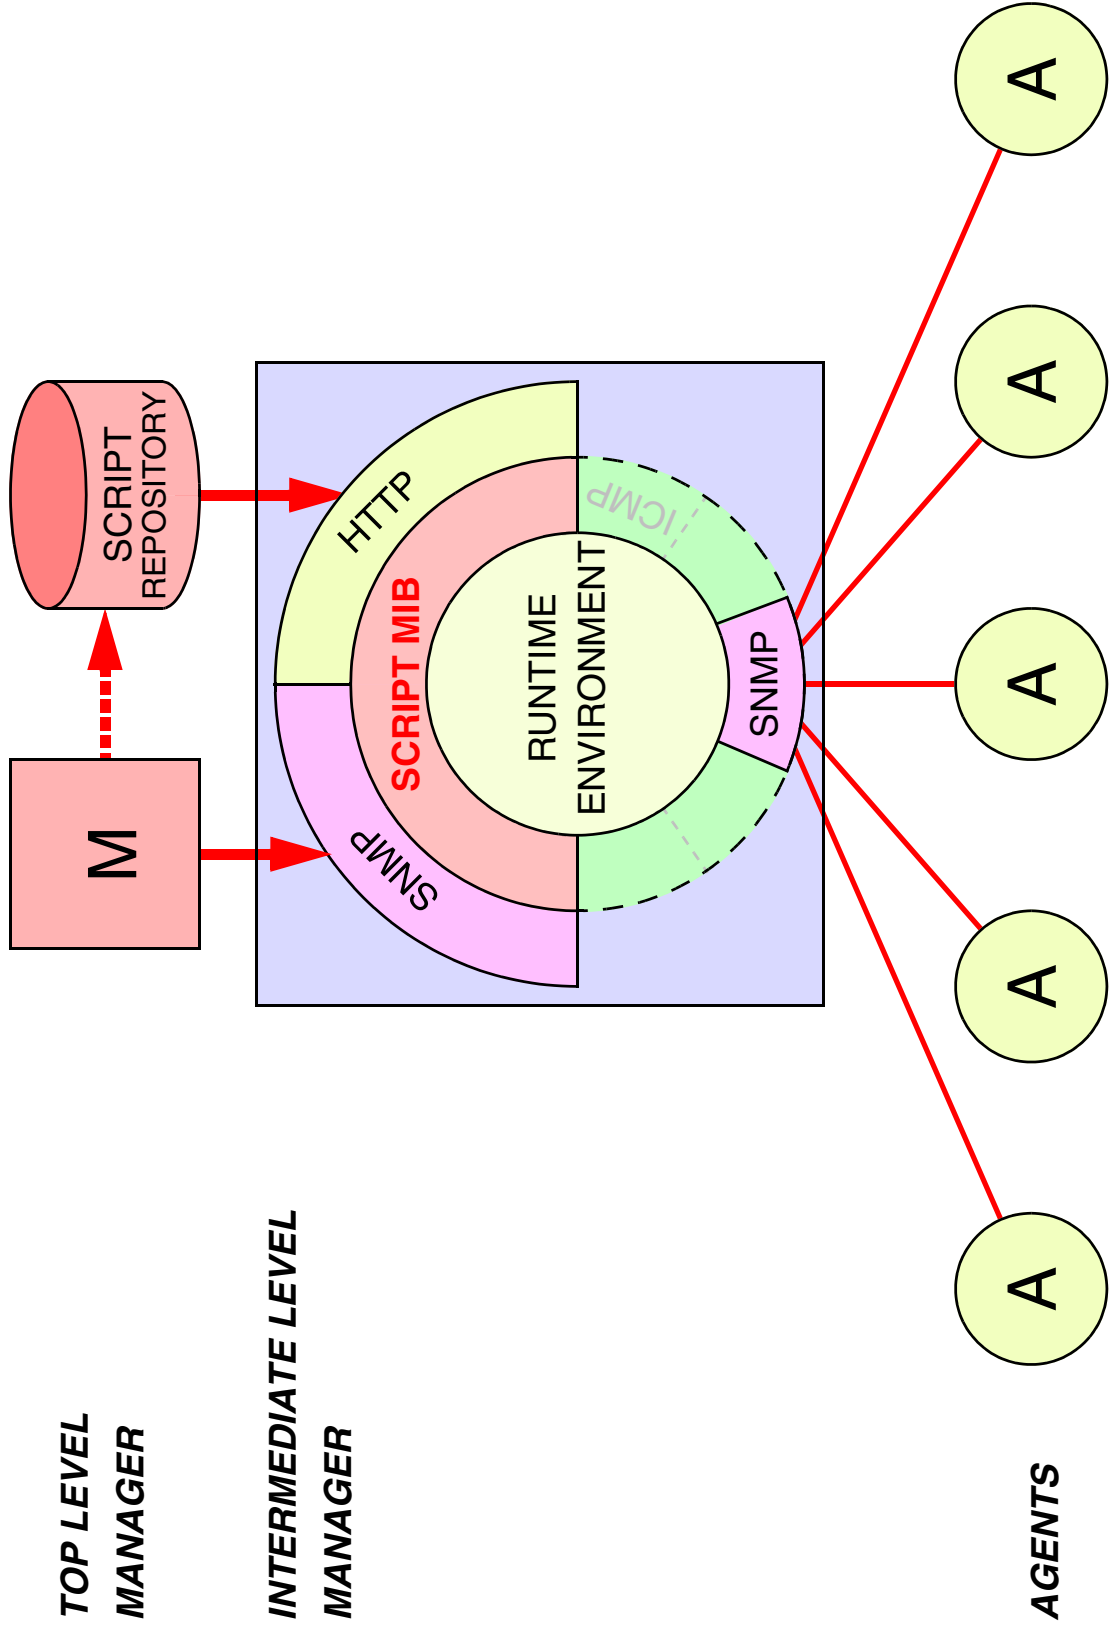 TOP LEVEL
MANAGER
M
SCRIPT
REPOSITORY
INTERMEDIATE LEVEL
MANAGER
SNMP
HTTP
SCRIPT MIB
RUNTIME
ENVIRONMENT
ICMP
SNMP
AGENTS
A
A
A
A
A